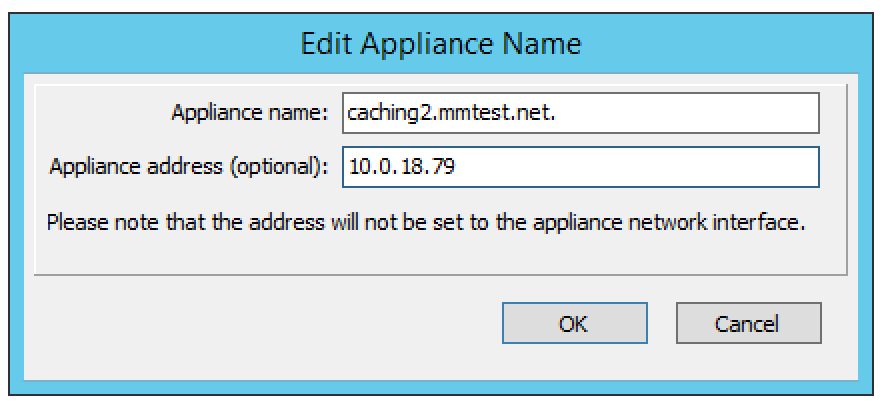 Edit Appliance Name
Appliance name: caching2.mmtest.net.
Appliance address (optional): 10.0.18.79
Please note that the address will not be set to the appliance network interface.
OK Cancel